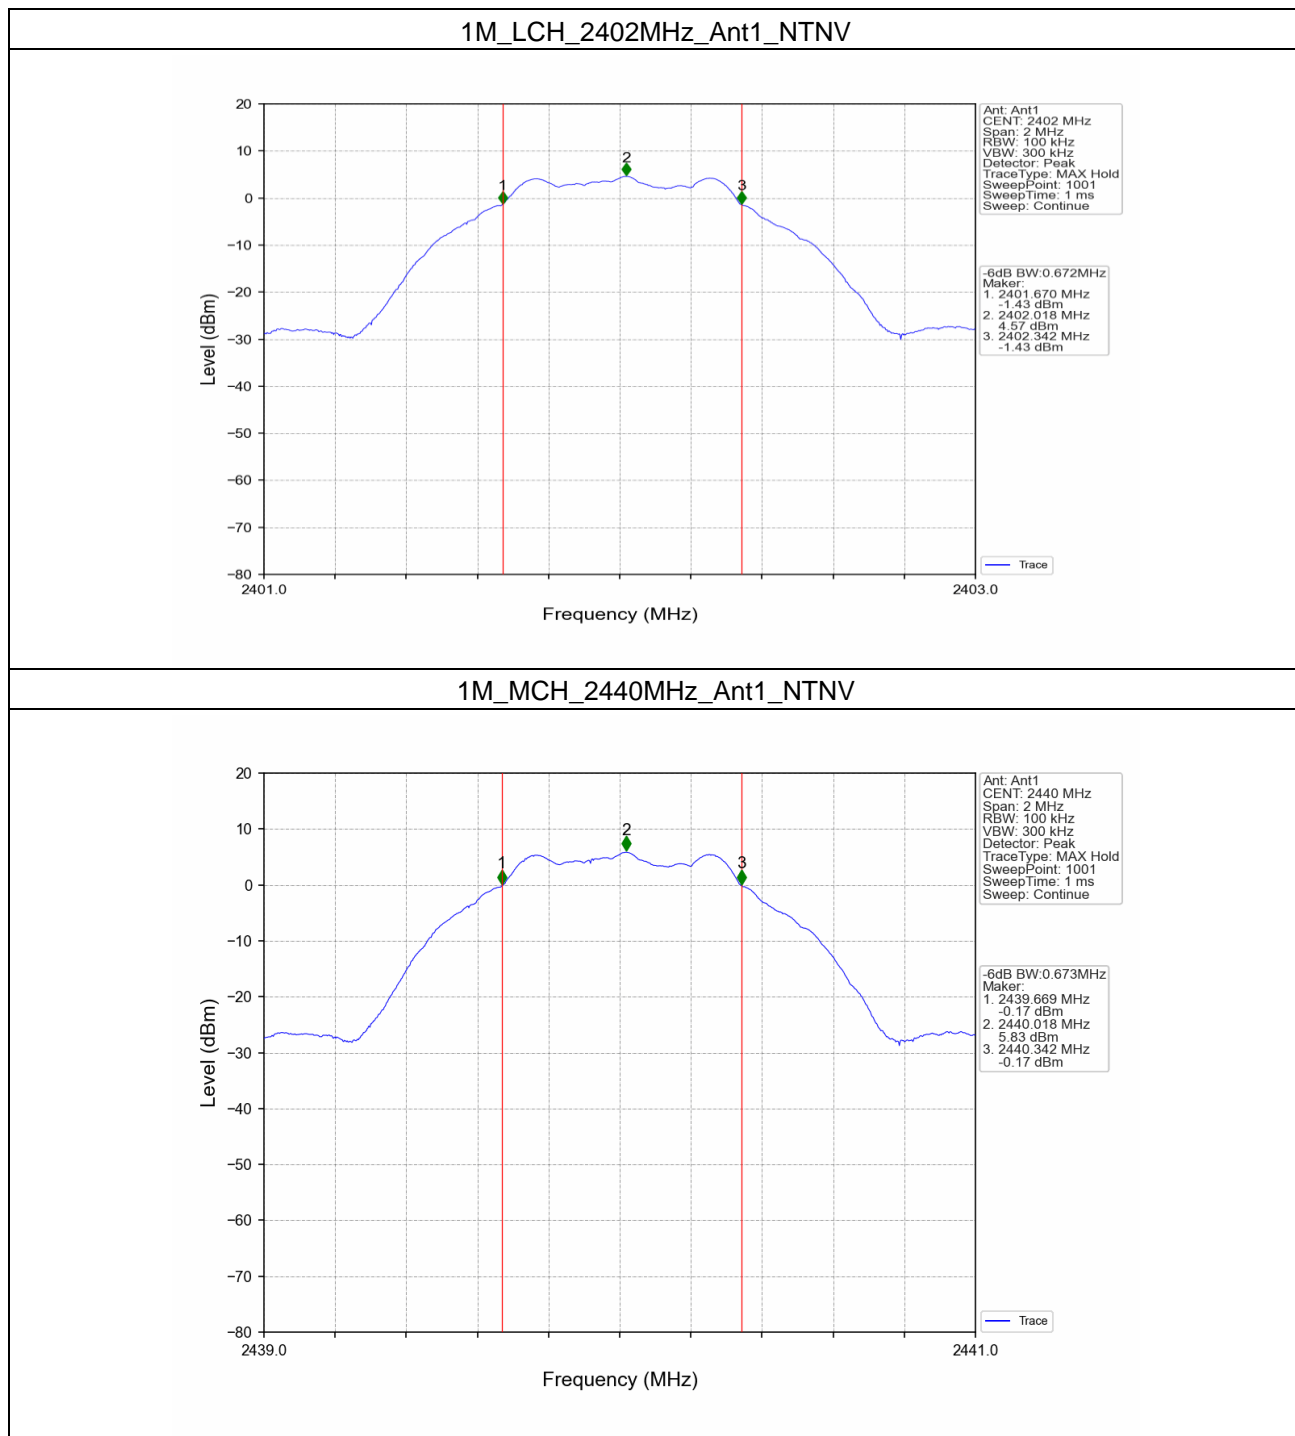 1M_LCH_2402MHz_Ant1_NTNV
20
10
0
−10
−20
−30
−40
−50
−60
−70
−80
Level (dBm)
1
2
3
2401.0
2403.0
Frequency (MHz)
Ant: Ant1
CENT: 2402 MHz
Span: 2 MHz
RBW: 100 kHz
VBW: 300 kHz
Detector: Peak
TraceType: MAX Hold
SweepPoint: 1001
SweepTime: 1 ms
Sweep: Continue
-6dB BW:0.672MHz
Maker:
1. 2401.670 MHz
-1.43 dBm
2. 2402.018 MHz
4.57 dBm
3. 2402.342 MHz
-1.43 dBm
Trace
1M_MCH_2440MHz_Ant1_NTNV
20
10
0
−10
−20
−30
−40
−50
−60
−70
−80
Level (dBm)
1
2
3
2439.0
2441.0
Frequency (MHz)
Ant: Ant1
CENT: 2440 MHz
Span: 2 MHz
RBW: 100 kHz
VBW: 300 kHz
Detector: Peak
TraceType: MAX Hold
SweepPoint: 1001
SweepTime: 1 ms
Sweep: Continue
-6dB BW:0.673MHz
Maker:
1. 2439.669 MHz
-0.17 dBm
2. 2440.018 MHz
5.83 dBm
3. 2440.342 MHz
-0.17 dBm
Trace